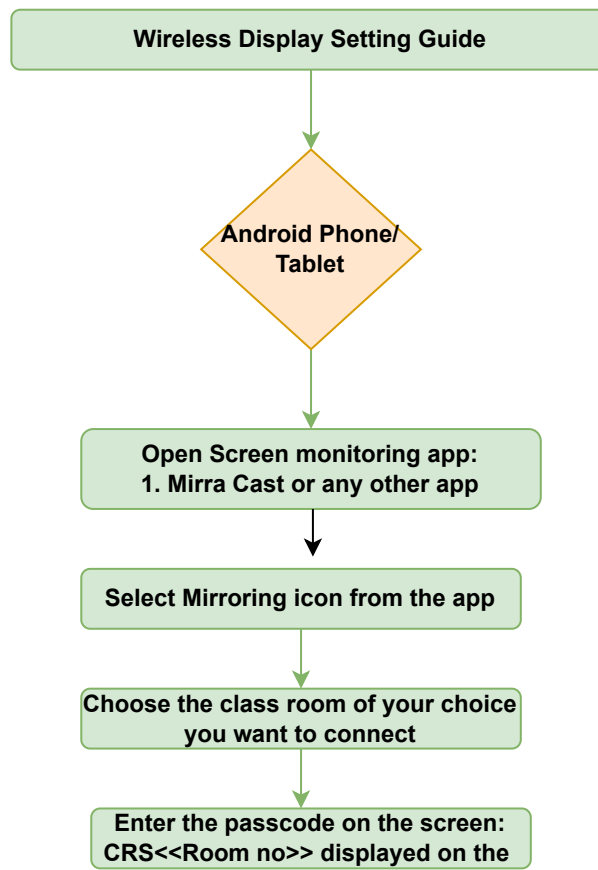 Wireless Display Setting Guide
Android Phone/
Tablet
Open Screen monitoring app:
1. Mirra Cast or any other app
Select Mirroring icon from the app
Choose the class room of your choice
you want to connect
Enter the passcode on the screen:
CRS<<Room no>> displayed on the